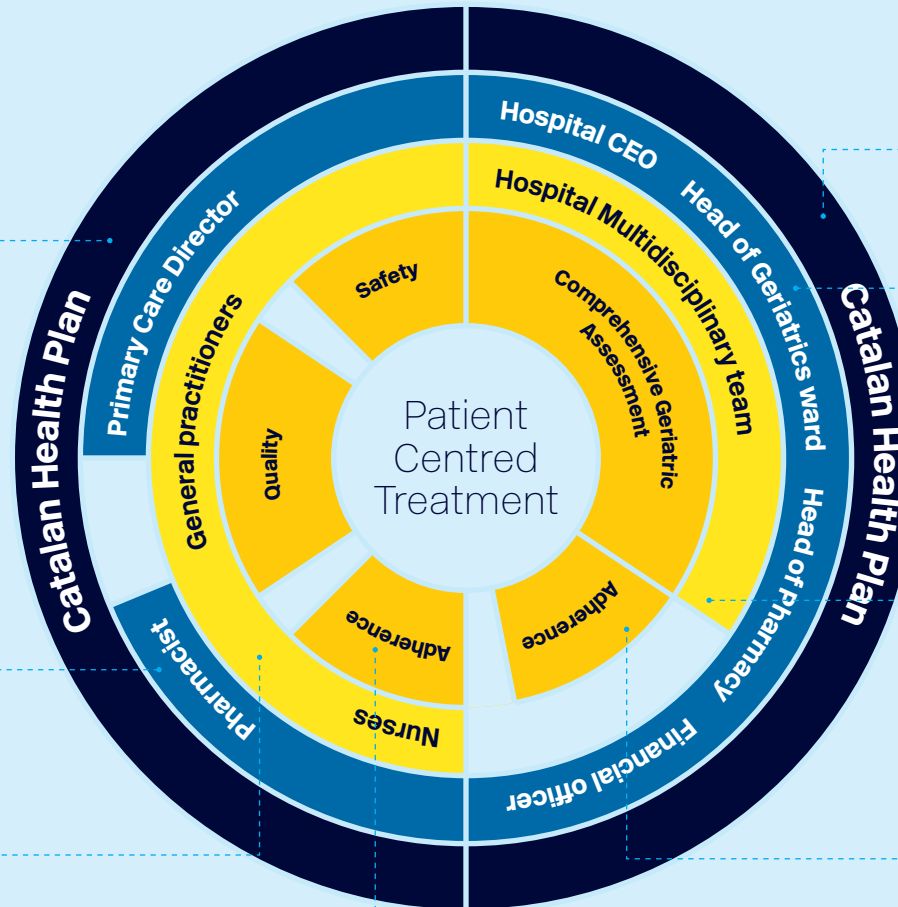 Catalan Health Plan
Primary Care Director
Pharmacist
General practitioners
Nurses
Safety
Quality
Adherence
Patient
Centred
Treatment
Hospital CEO
Head of Geriatrics ward
Head of Pharmacy
Financial officer
Hospital Multidisciplinary team
Comprehensive Geriatric
Assessment
Adherence
Catalan Health Plan